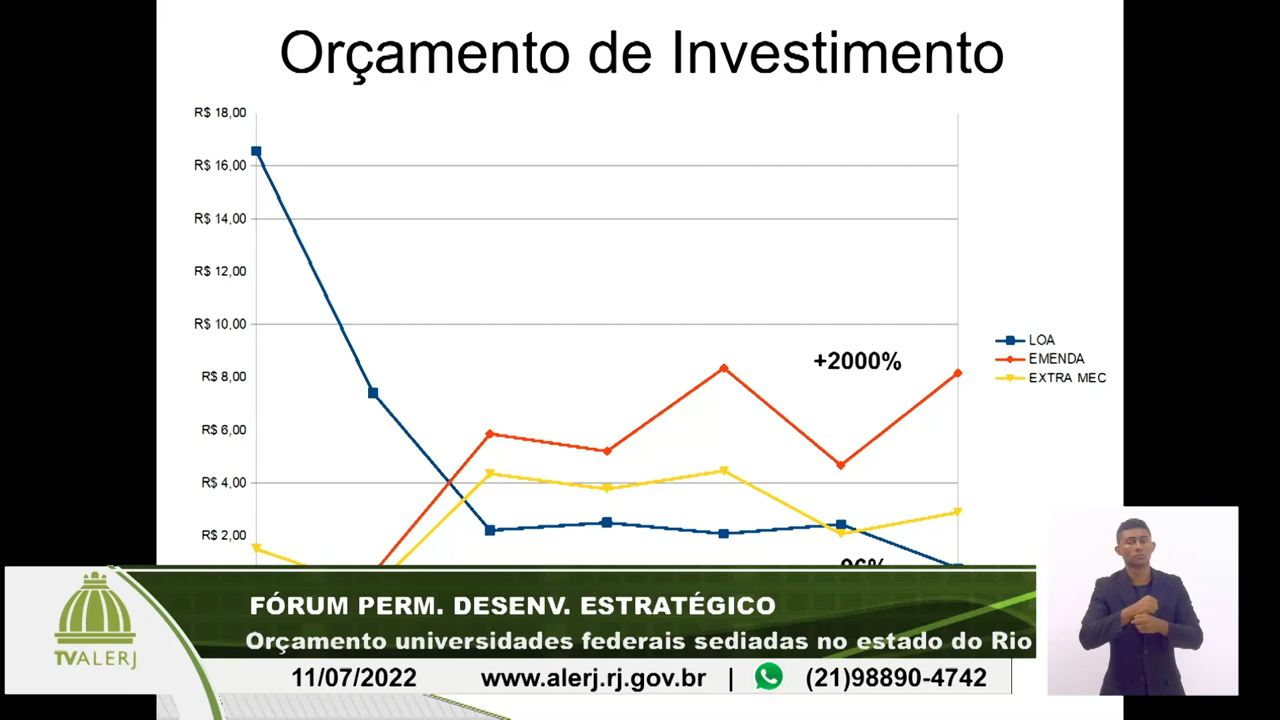 Orçamento de Investimento
R$ 18,00
R$ 16,00
R$ 14,00
R$ 12,00
R$ 10,00
R$ 8,00
R$ 6,00
R$ 4,00
R$ 2,00
+2000%
LOA
EMENDA
EXTRA MEC
FÓRUM PERM. DESENV. ESTRATÉGICO
Orçamento universidades federais sediadas no estado do Rio
TVALERJ
11/07/2022 www.alerj.rj.gov.br | (21)98890-4742